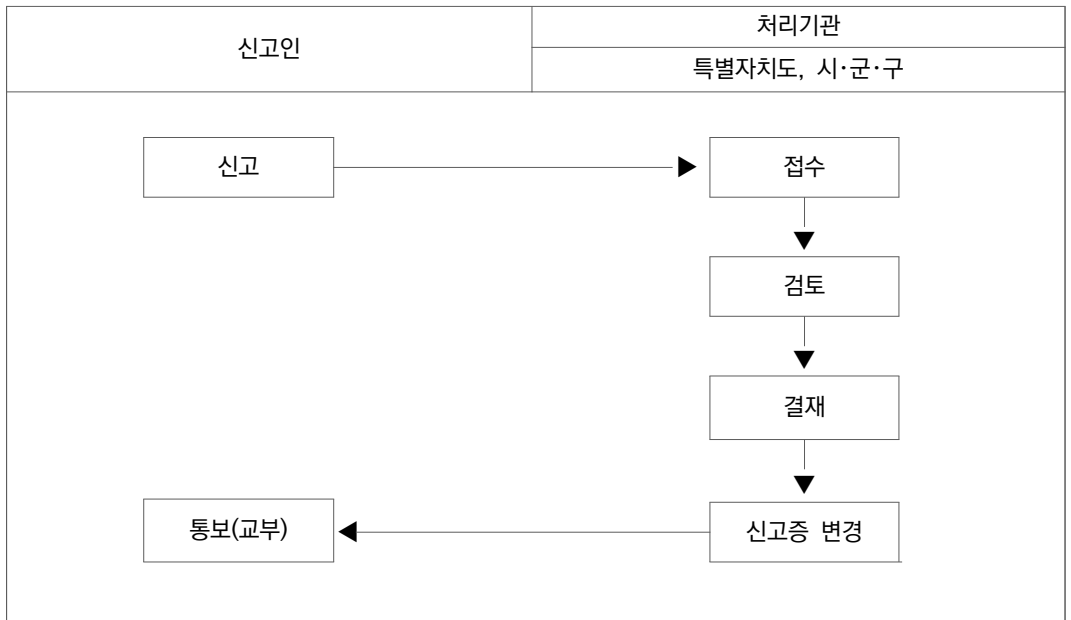 신고인
처리기관
특별자치도, 시·군·구
신고
접수
검토
결재
신고증 변경
통보(교부)